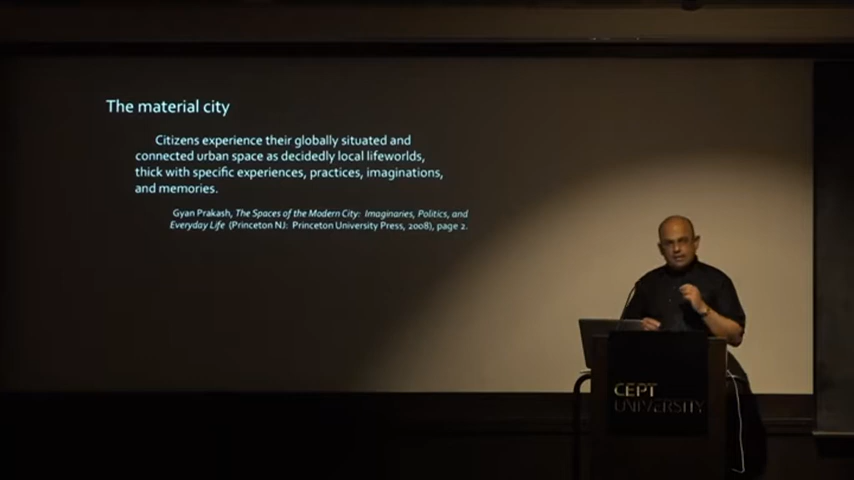 The material city
Citizens experience their globally situated and
connected urban space as decidedly local lifeworlds,
thick with specific experiences, practices, imaginations,
and memories.
Gyan Prakash, The Spaces of the Modern City: Imaginaries, Politics, and
Everyday Life (Princeton NJ: Princeton University Press, 2008), page 2.
CEPT
UNIVERSITY